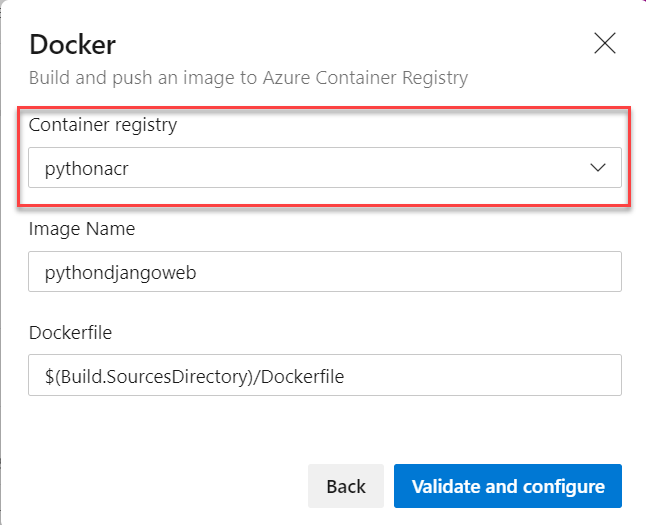 Docker
Build and push an image to Azure Container Registry
Container registry
pythonacr
Image Name
pythondjangoweb
Dockerfile
$(Build.SourcesDirectory)/Dockerfile
Back Validate and configure